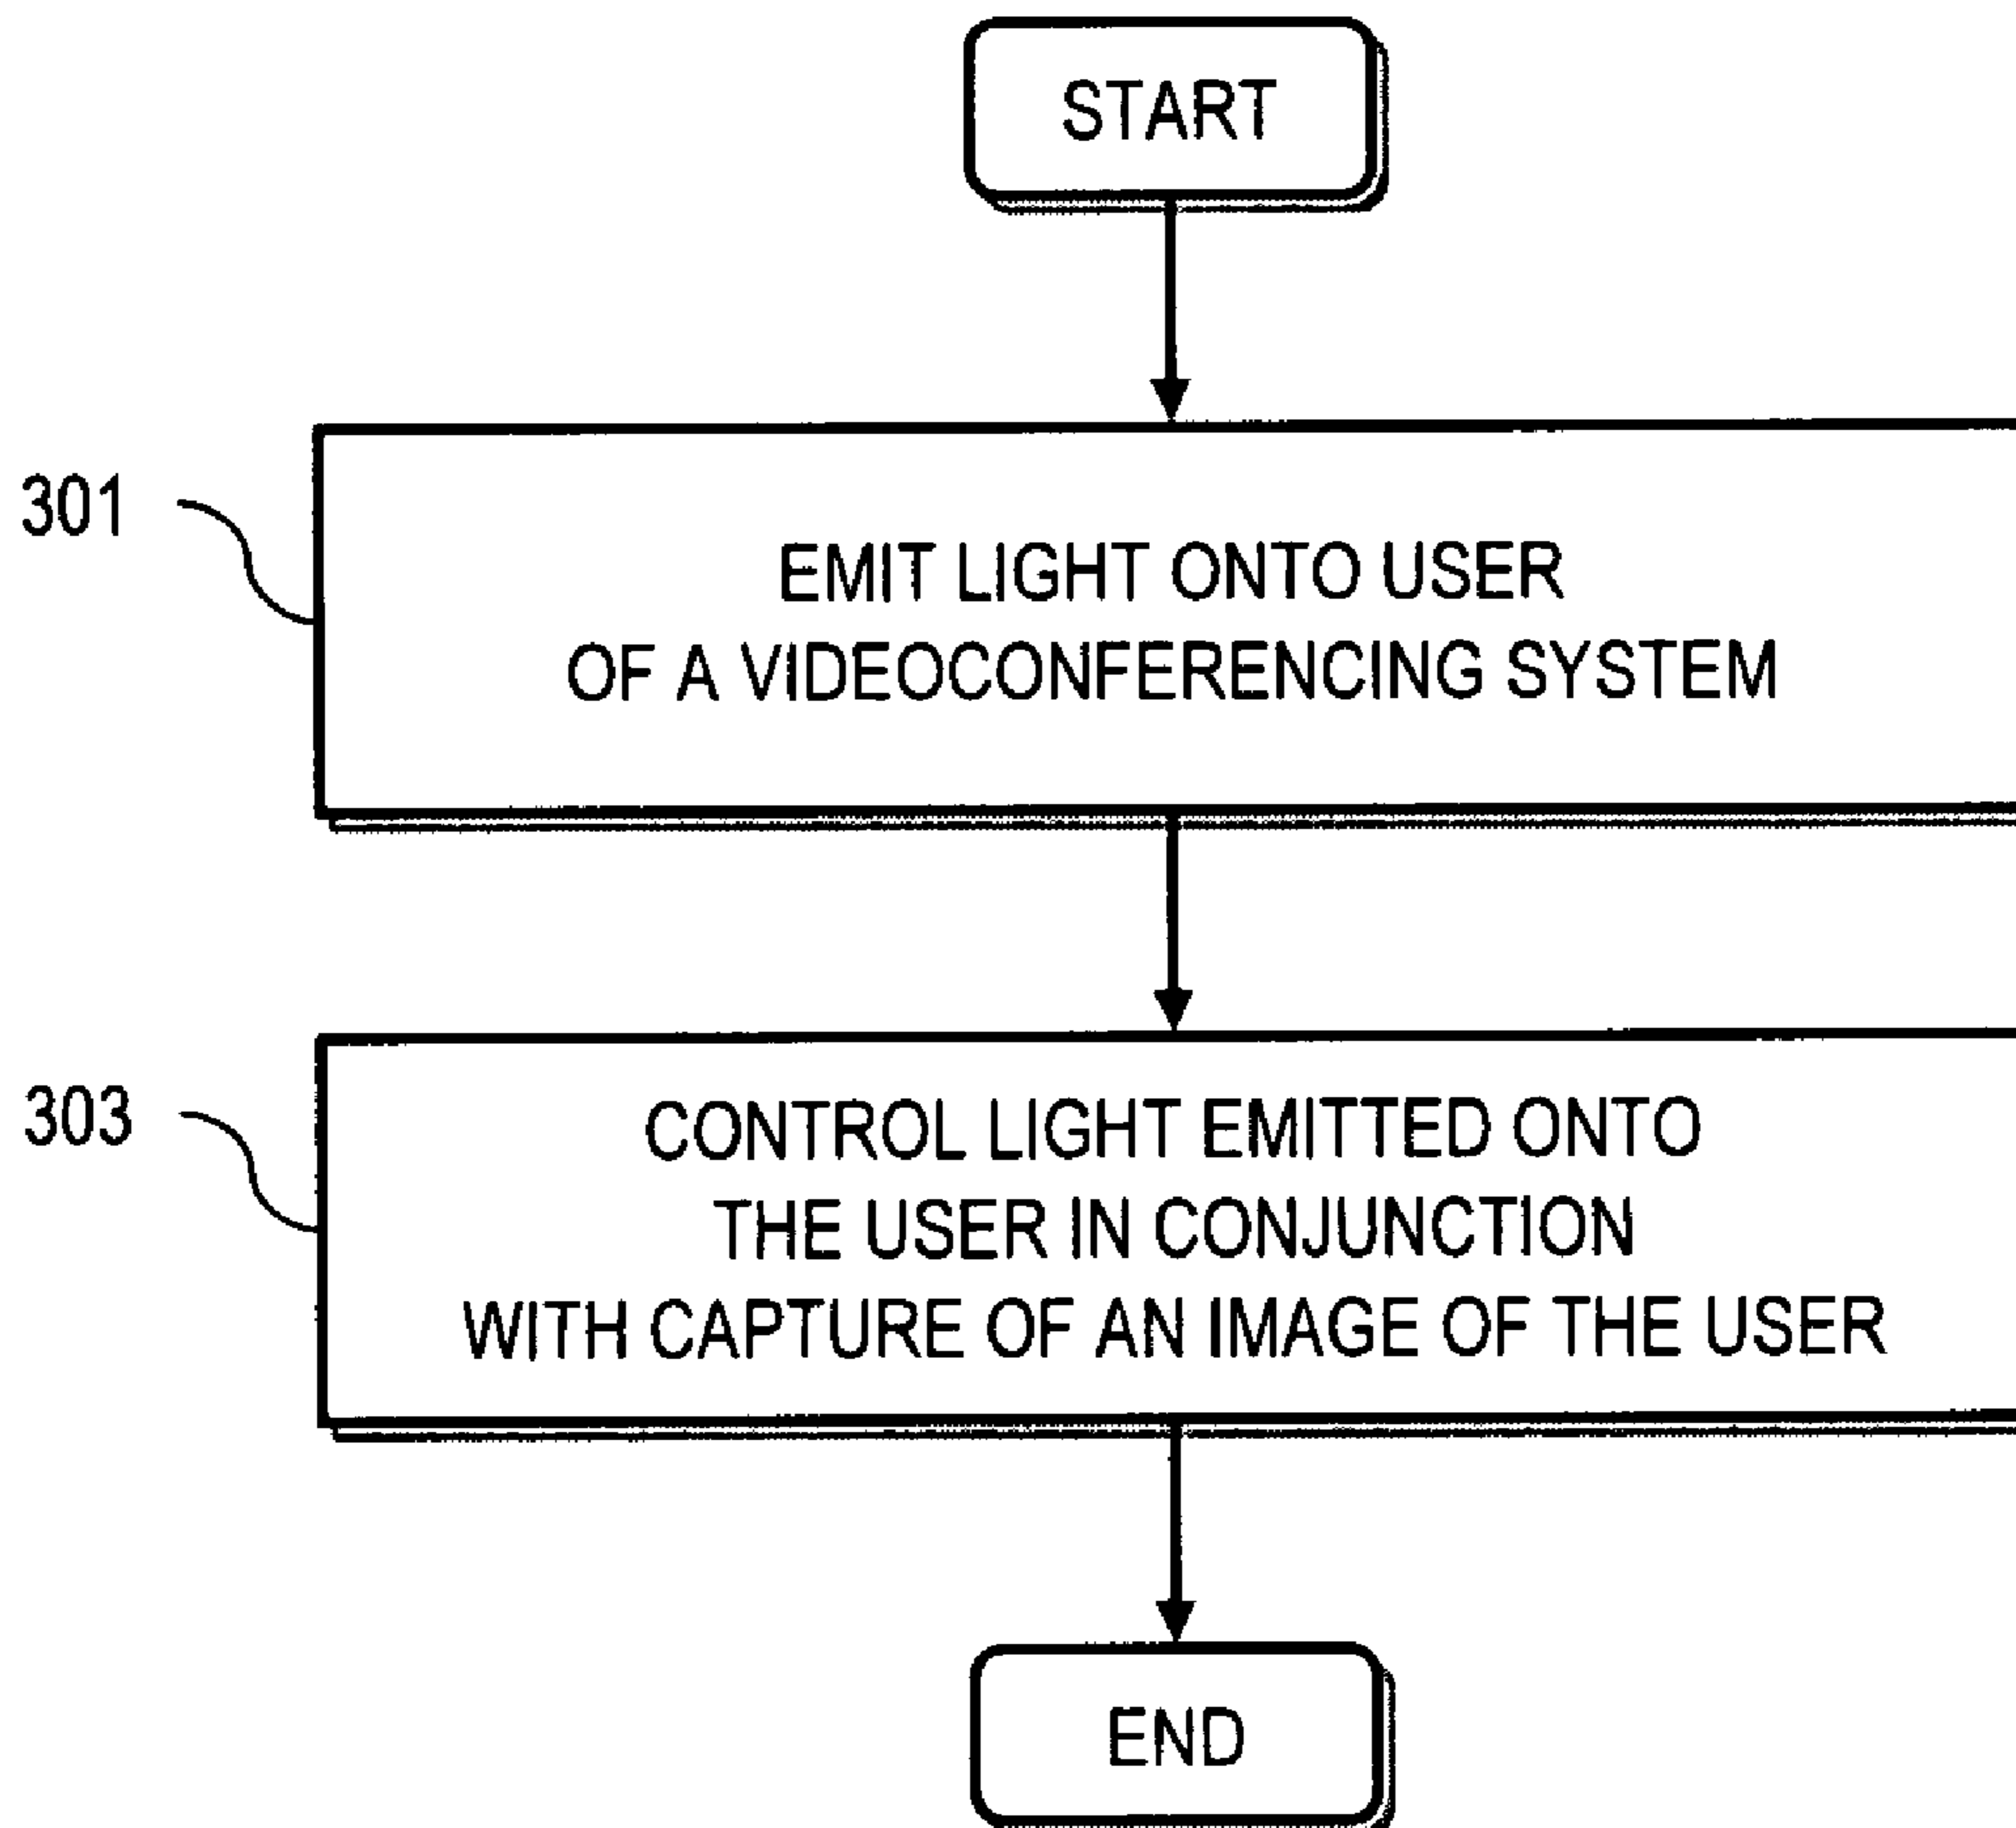 START
301
EMIT LIGHT ONTO USER
OF A VIDEOCONFERENCING SYSTEM
303
CONTROL LIGHT EMITTED ONTO
THE USER IN CONJUNCTION
WITH CAPTURE OF AN IMAGE OF THE USER
END